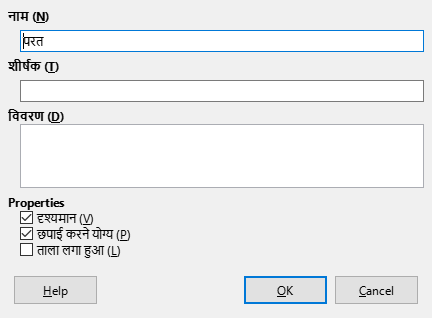 नाम (N)
परत
शीर्षक (T)
विवरण (D)
Properties
दृश्यमान (V)
छपाई करने योग्य (P)
ताला लगा हुआ (L)
Help OK Cancel